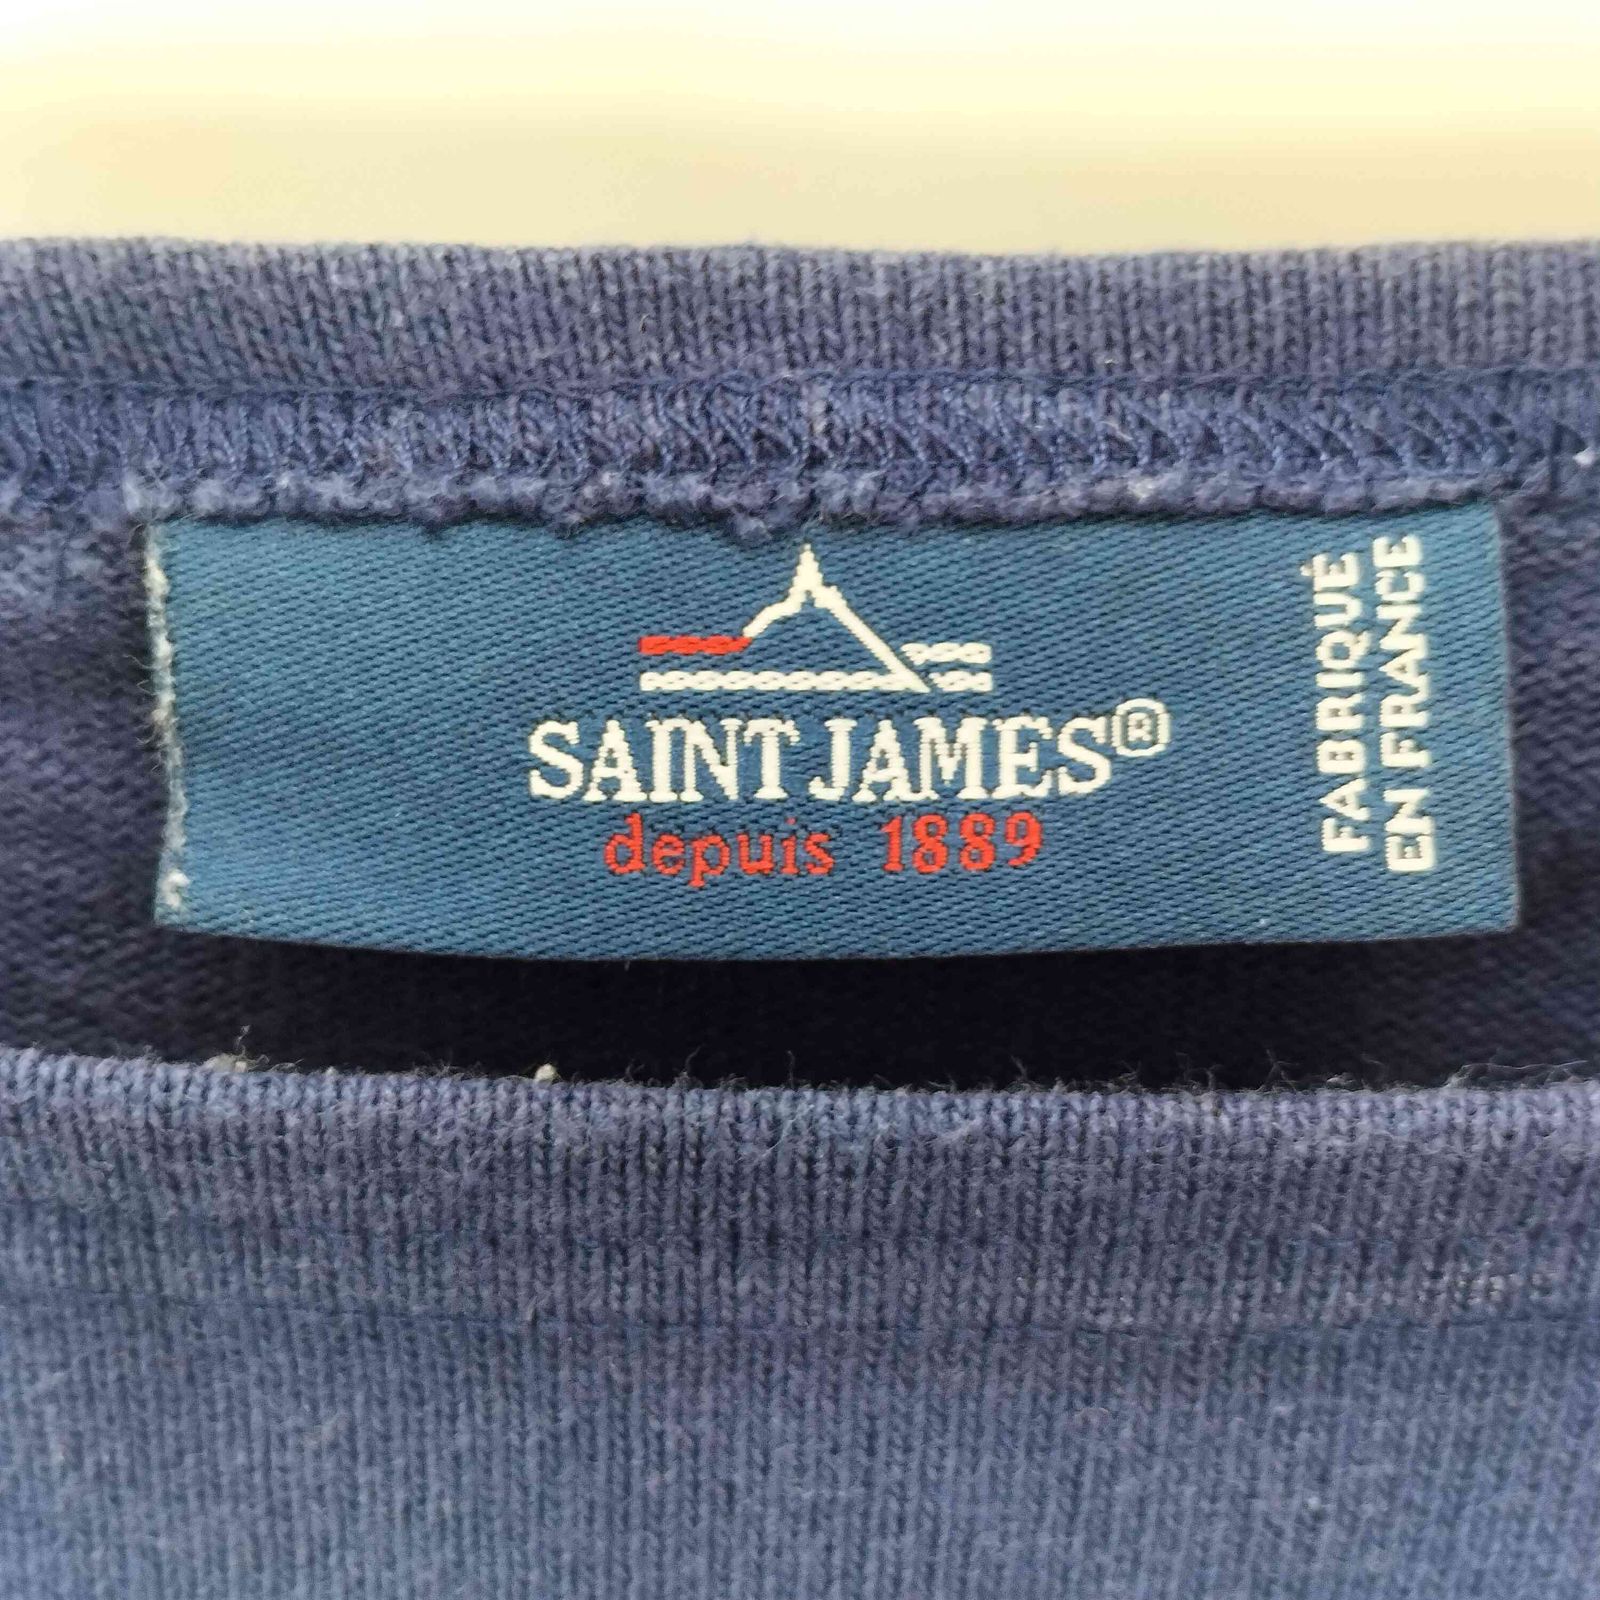 SAINT JAMES®
depuis 1889
FABRIQUÉ
EN FRANCE